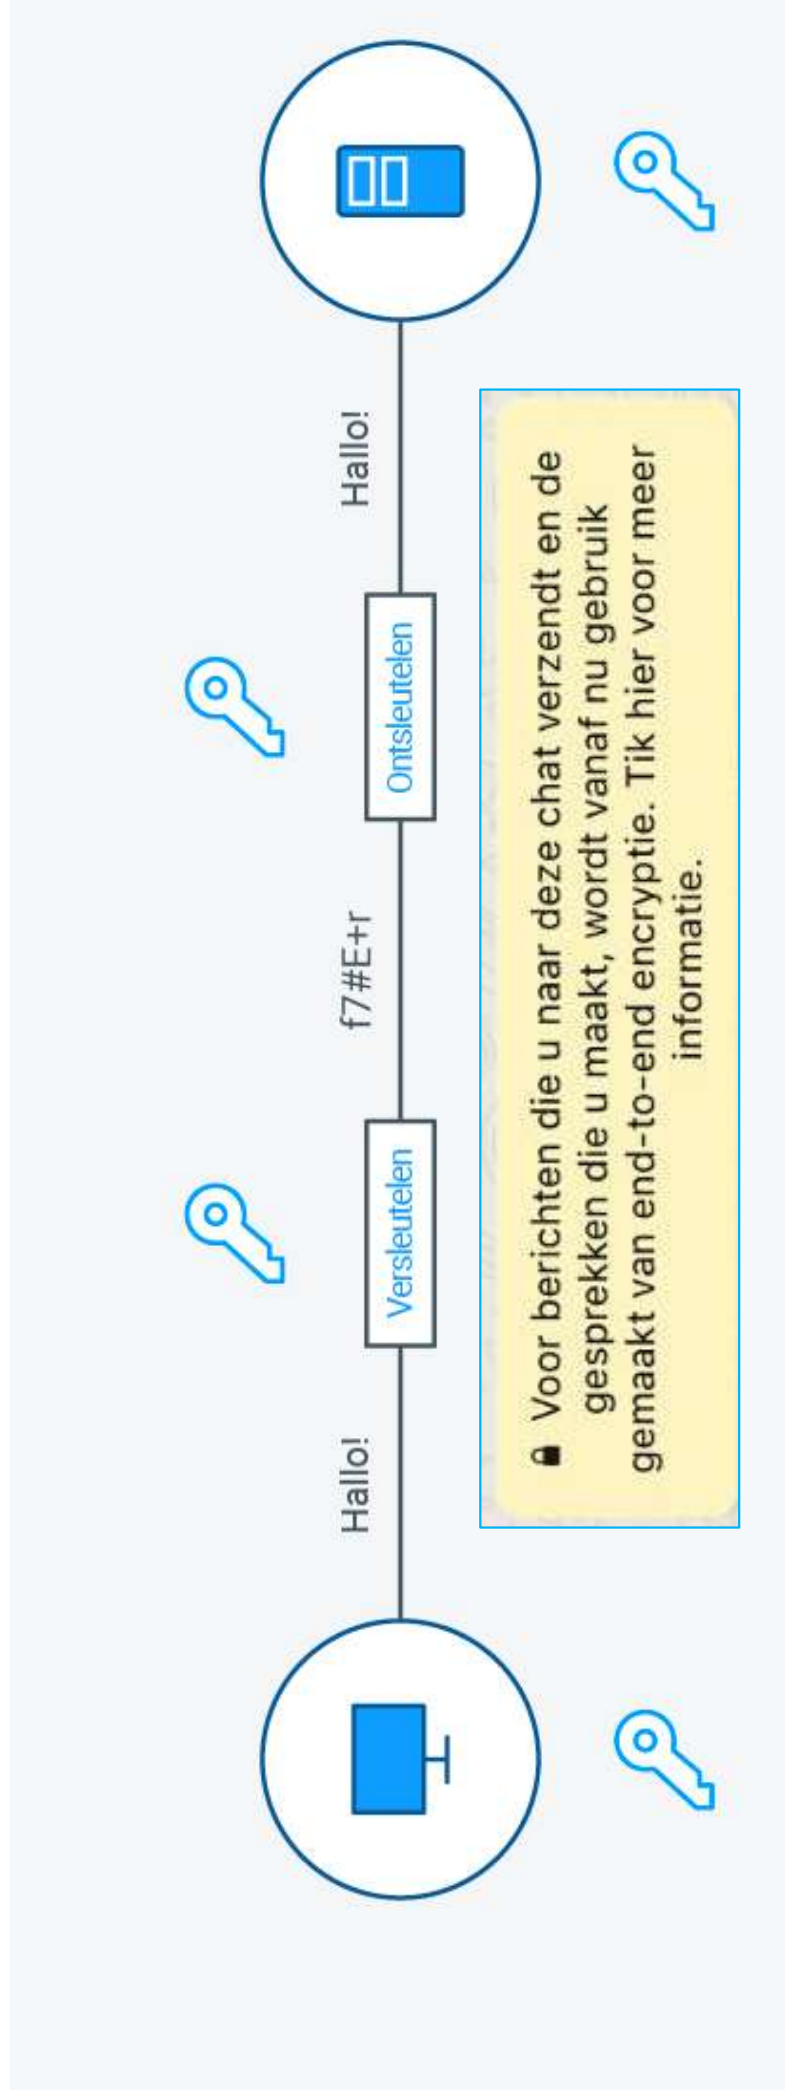 Hallo!
Versleutelen
f7#E+r
Ontsleutelen
Hallo!
Voor berichten die u naar deze chat verzendt en de
gesprekken die u maakt, wordt vanaf nu gebruik
gemaakt van end-to-end encryptie. Tik hier voor meer
informatie.